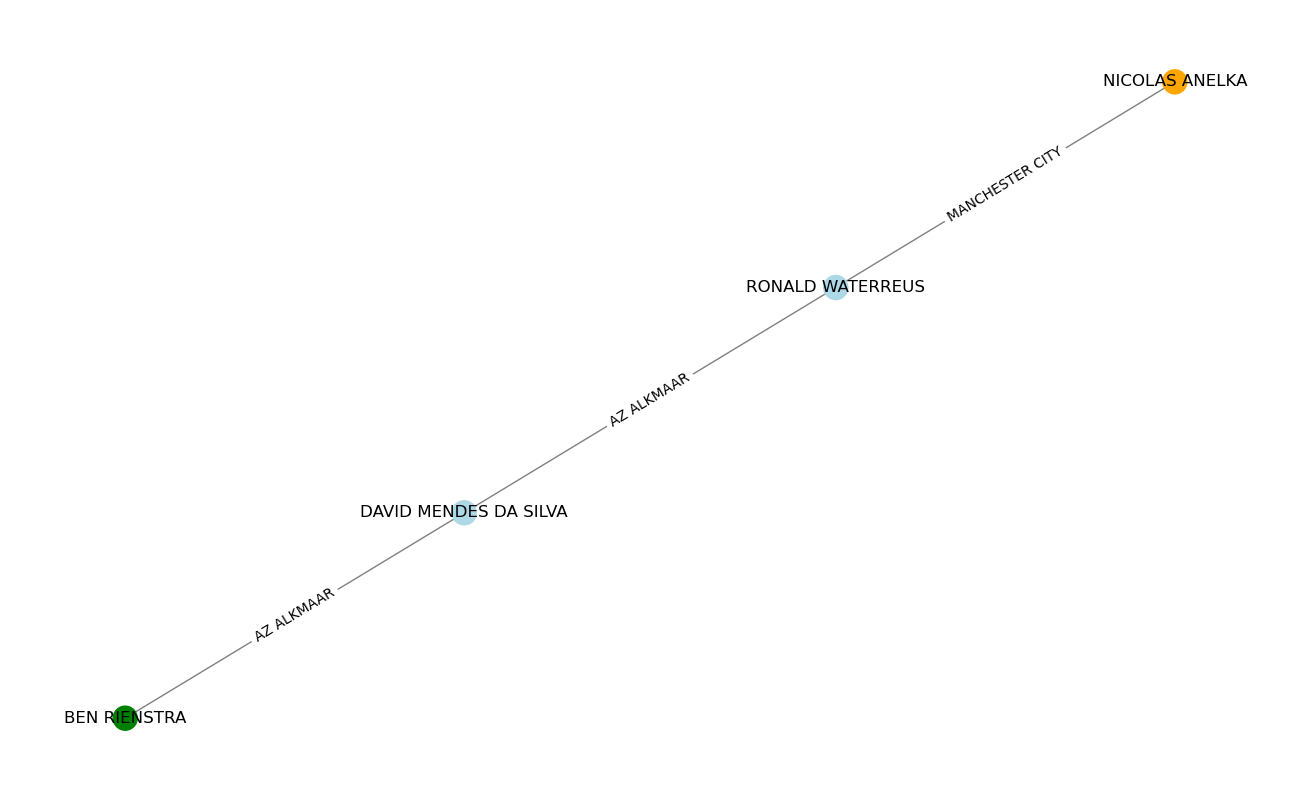 NICOLAS ANELKA
MANCHESTER CITY
RONALD WATERREUS
AZ ALKMAAR
DAVID MENDES DA SILVA
AZ ALKMAAR
BEN RIENSTRA